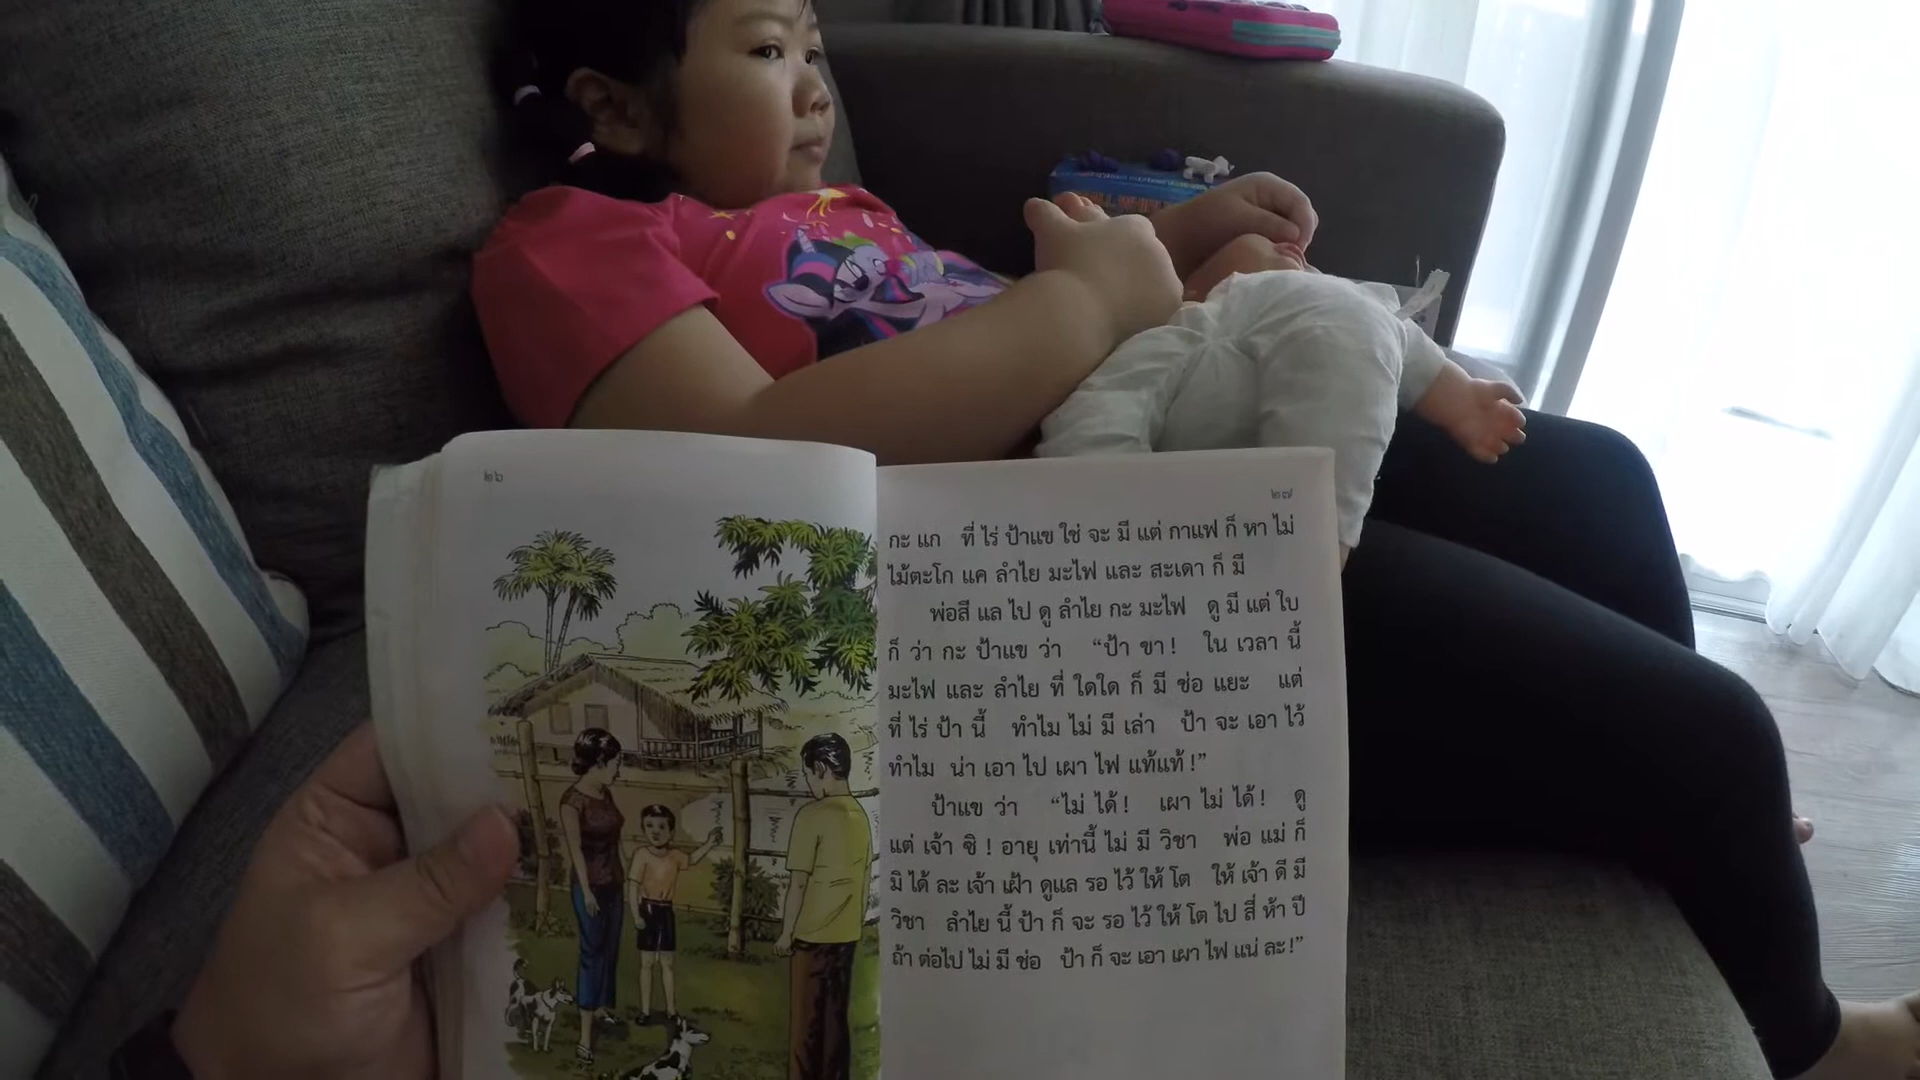 ๒๖
๒๗
กะ แก ที่ ไร่ ป้าแข ใช่ จะ มี แต่ กาแฟ ก็ หา ไม่
ไม้ตะโก แค ลำไย มะไฟ และ สะเดา ก็ มี
พ่อสี แล ไป ดู ลำไย กะ มะไฟ ดู มี แต่ ใบ
ก็ ว่า กะ ป้าแข ว่า “ป้า ขา! ใน เวลา นี้
มะไฟ และ ลำไย ที่ ใดใด ก็ มี ช่อ แยะ แต่
ที่ ไร่ ป้า นี้ ทำไม ไม่ มี เล่า ป้า จะ เอา ไว้
ทำไม น่า เอา ไป เผา ไฟ แท้แท้!”
ป้าแข ว่า “ไม่ ได้! เผา ไม่ ได้! ดู
แต่ เจ้า ซิ! อายุ เท่านี้ ไม่ มี วิชา พ่อ แม่ ก็
มิ ได้ ละ เจ้า เฝ้า ดูแล รอ ไว้ ให้ โต ให้ เจ้า ดี มี
วิชา ลำไย นี้ ป้า ก็ จะ รอ ไว้ ให้ โต ไป สี่ ห้า ปี
ถ้า ต่อไป ไม่ มี ช่อ ป้า ก็ จะ เอา เผา ไฟ แน่ ละ!”